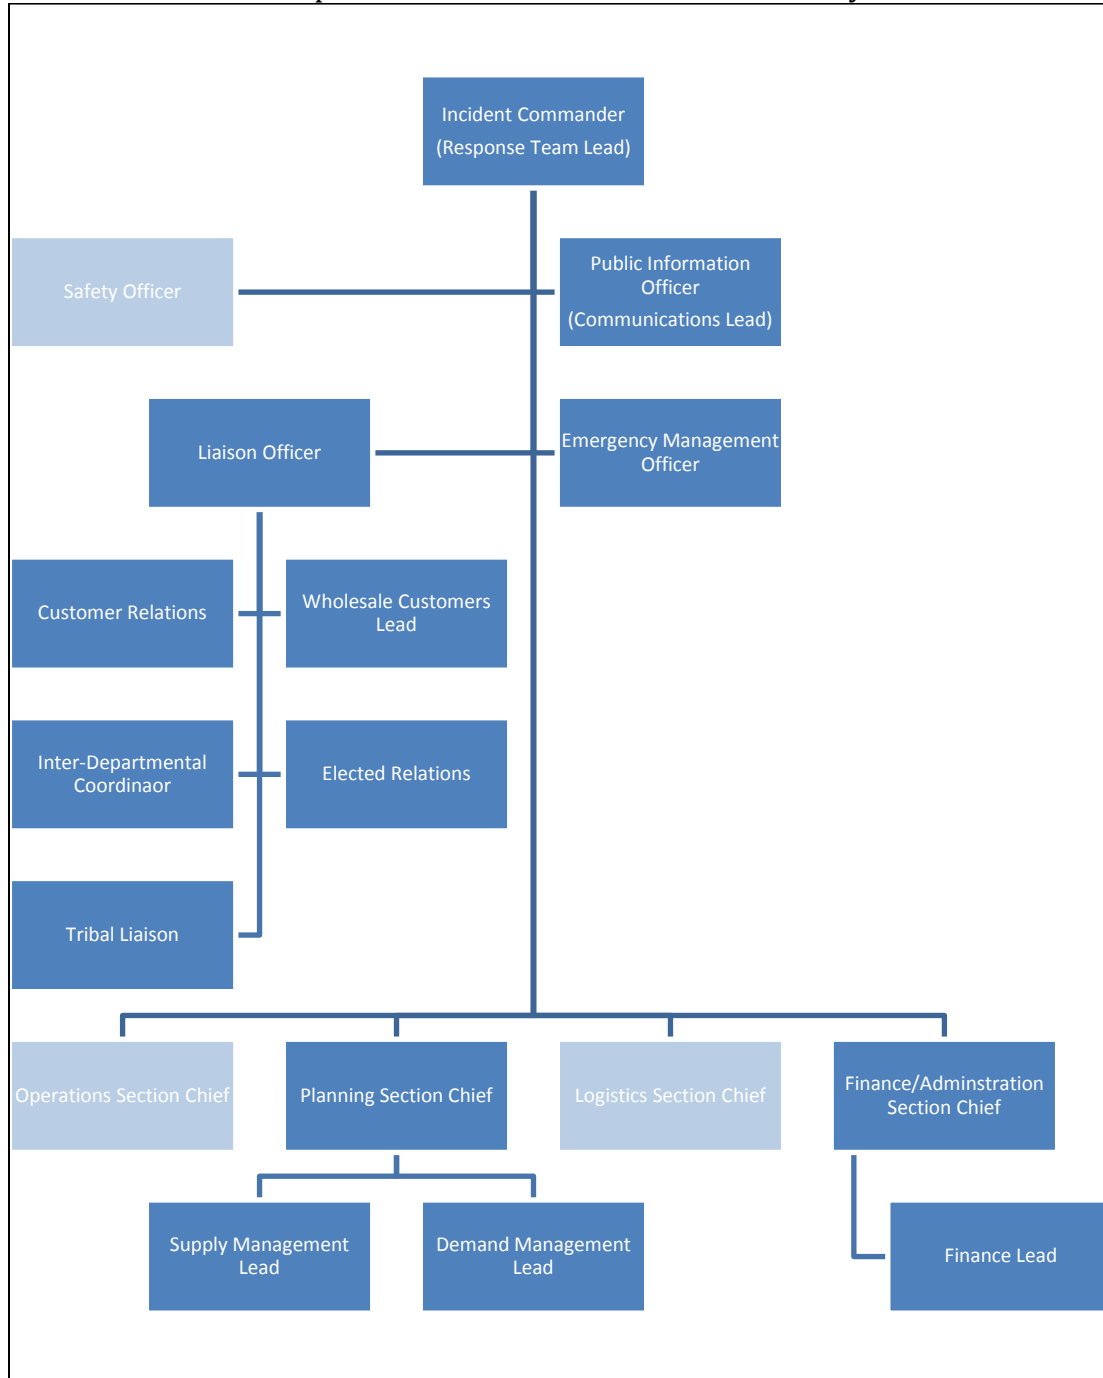 Incident Commander
(Response Team Lead)
Safety Officer
Public Information
Officer
(Communications Lead)
Liaison Officer
Emergency Management
Officer
Customer Relations
Wholesale Customers
Lead
Inter-Departmental
Coordinaor
Elected Relations
Tribal Liaison
Operations Section Chief
Planning Section Chief
Logistics Section Chief
Finance/Adminstration
Section Chief
Supply Management
Lead
Demand Management
Lead
Finance Lead